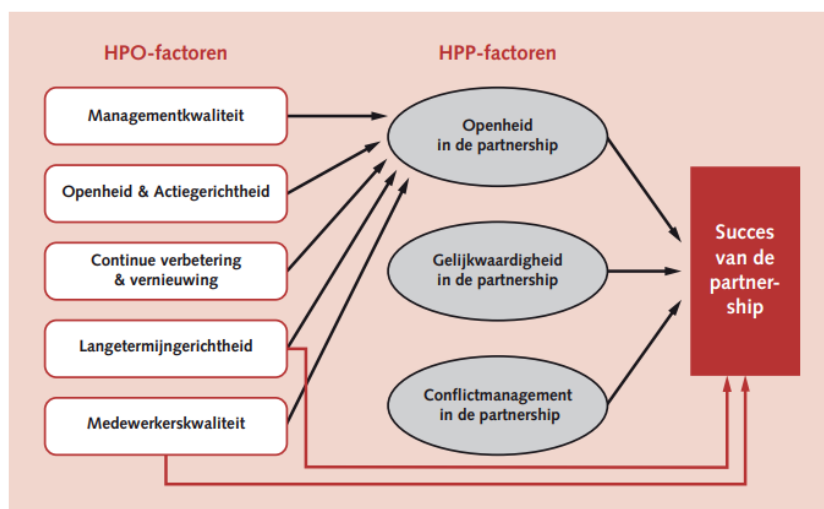 HPO-factoren
HPP-factoren
Managementkwaliteit
Openheid & Actiegerichtheid
Continue verbetering
& vernieuwing
Langetermijngerichtheid
Medewerkerskwaliteit
Openheid
in de partnership
Gelijkwaardigheid
in de partnership
Conflictmanagement
in de partnership
Succes
van de
partner-
ship